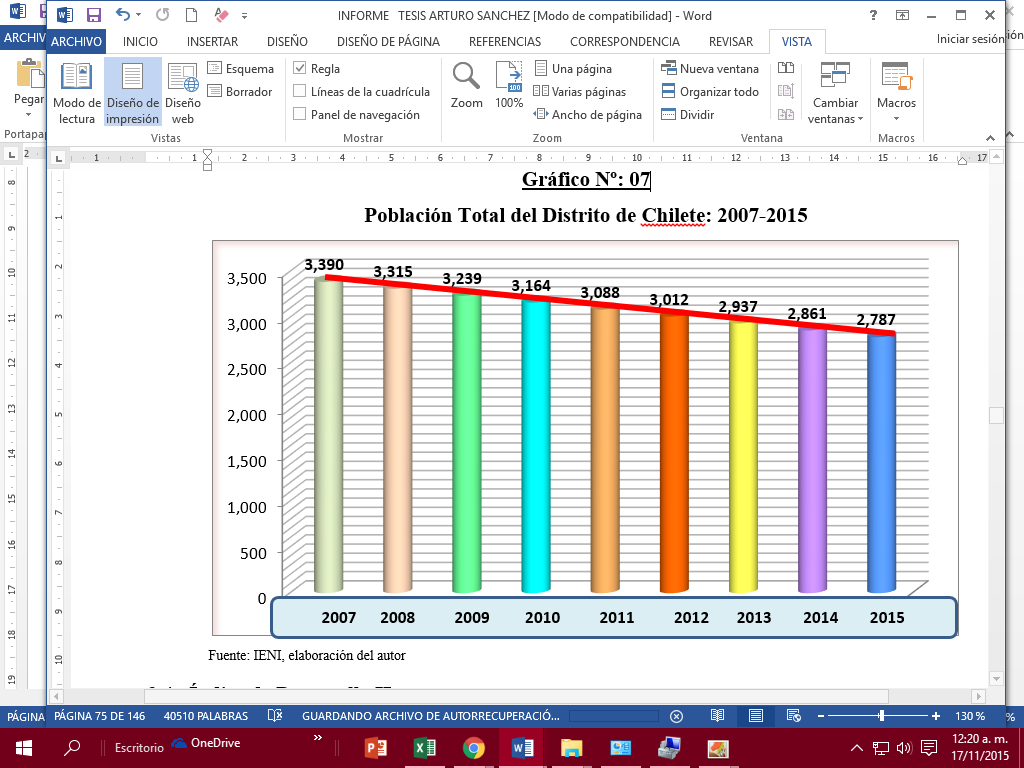 INFORME TESIS ARTURO SANCHEZ [Modo de compatibilidad] - Word
ARCHIV
ARCHIVO INICIO INSERTAR DISEÑO DISEÑO DE PÁGINA REFERENCIAS CORRESPONDENCIA REVISAR VISTA Iniciar sesión
Pegar
Portapap
Modo de lectura
Diseño de impresión
Diseño web
Esquema
Borrador
Vistas
Regla
Líneas de la cuadrícula
Panel de navegación
Mostrar
Zoom
100%
Una página
Varias páginas
Ancho de página
Zoom
Nueva ventana
Organizar todo
Dividir
Cambiar ventanas
Ventana
Macros
Macros
Gráfico Nº: 07
Población Total del Distrito de Chilete: 2007-2015
3,390 3,315 3,239 3,164 3,088 3,012 2,937 2,861 2,787
3,500
3,000
2,500
2,000
1,500
1,000
500
0
2007 2008 2009 2010 2011 2012 2013 2014 2015
Fuente: IENI, elaboración del autor
PÁGINA
PÁGINA 75 DE 146 40510 PALABRAS GUARDANDO ARCHIVO DE AUTORRECUPERACIÓ... 130 %
Escritorio OneDrive
12:20 a. m.
17/11/2015